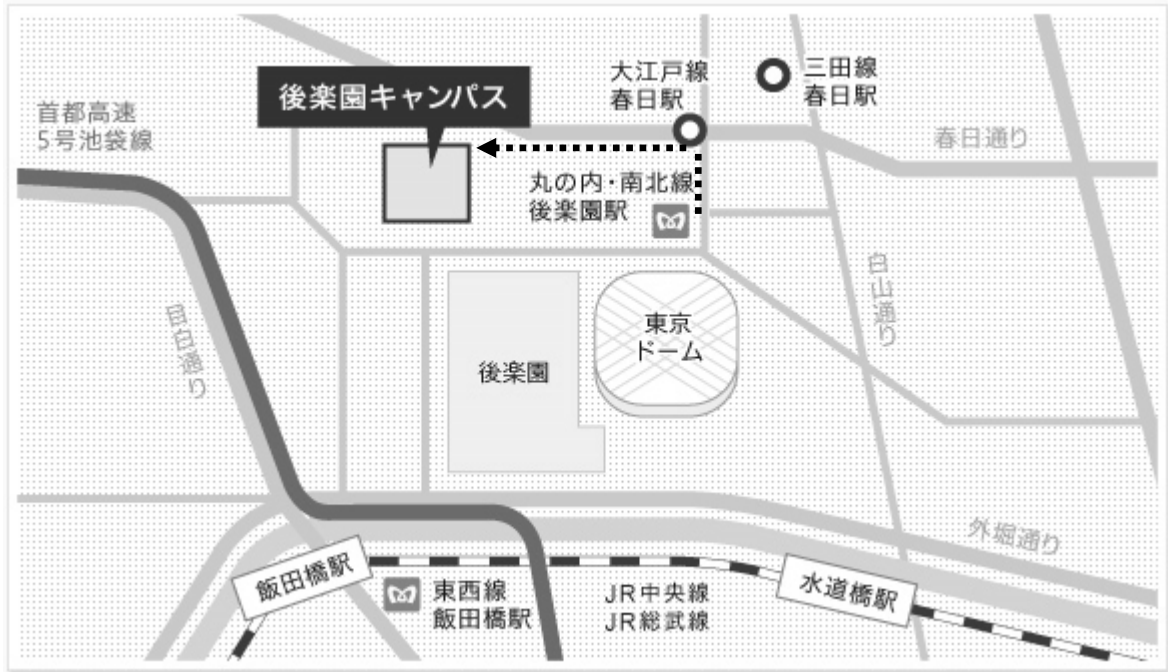 大江戸線
春日駅
三田線
春日駅
後楽園キャンパス
首都高速
5号池袋線
春日通り
丸の内・南北線
後楽園駅
白山通り
目白通り
東京
ドーム
後楽園
外堀通り
飯田橋駅
東西線
飯田橋駅
JR中央線
JR総武線
水道橋駅